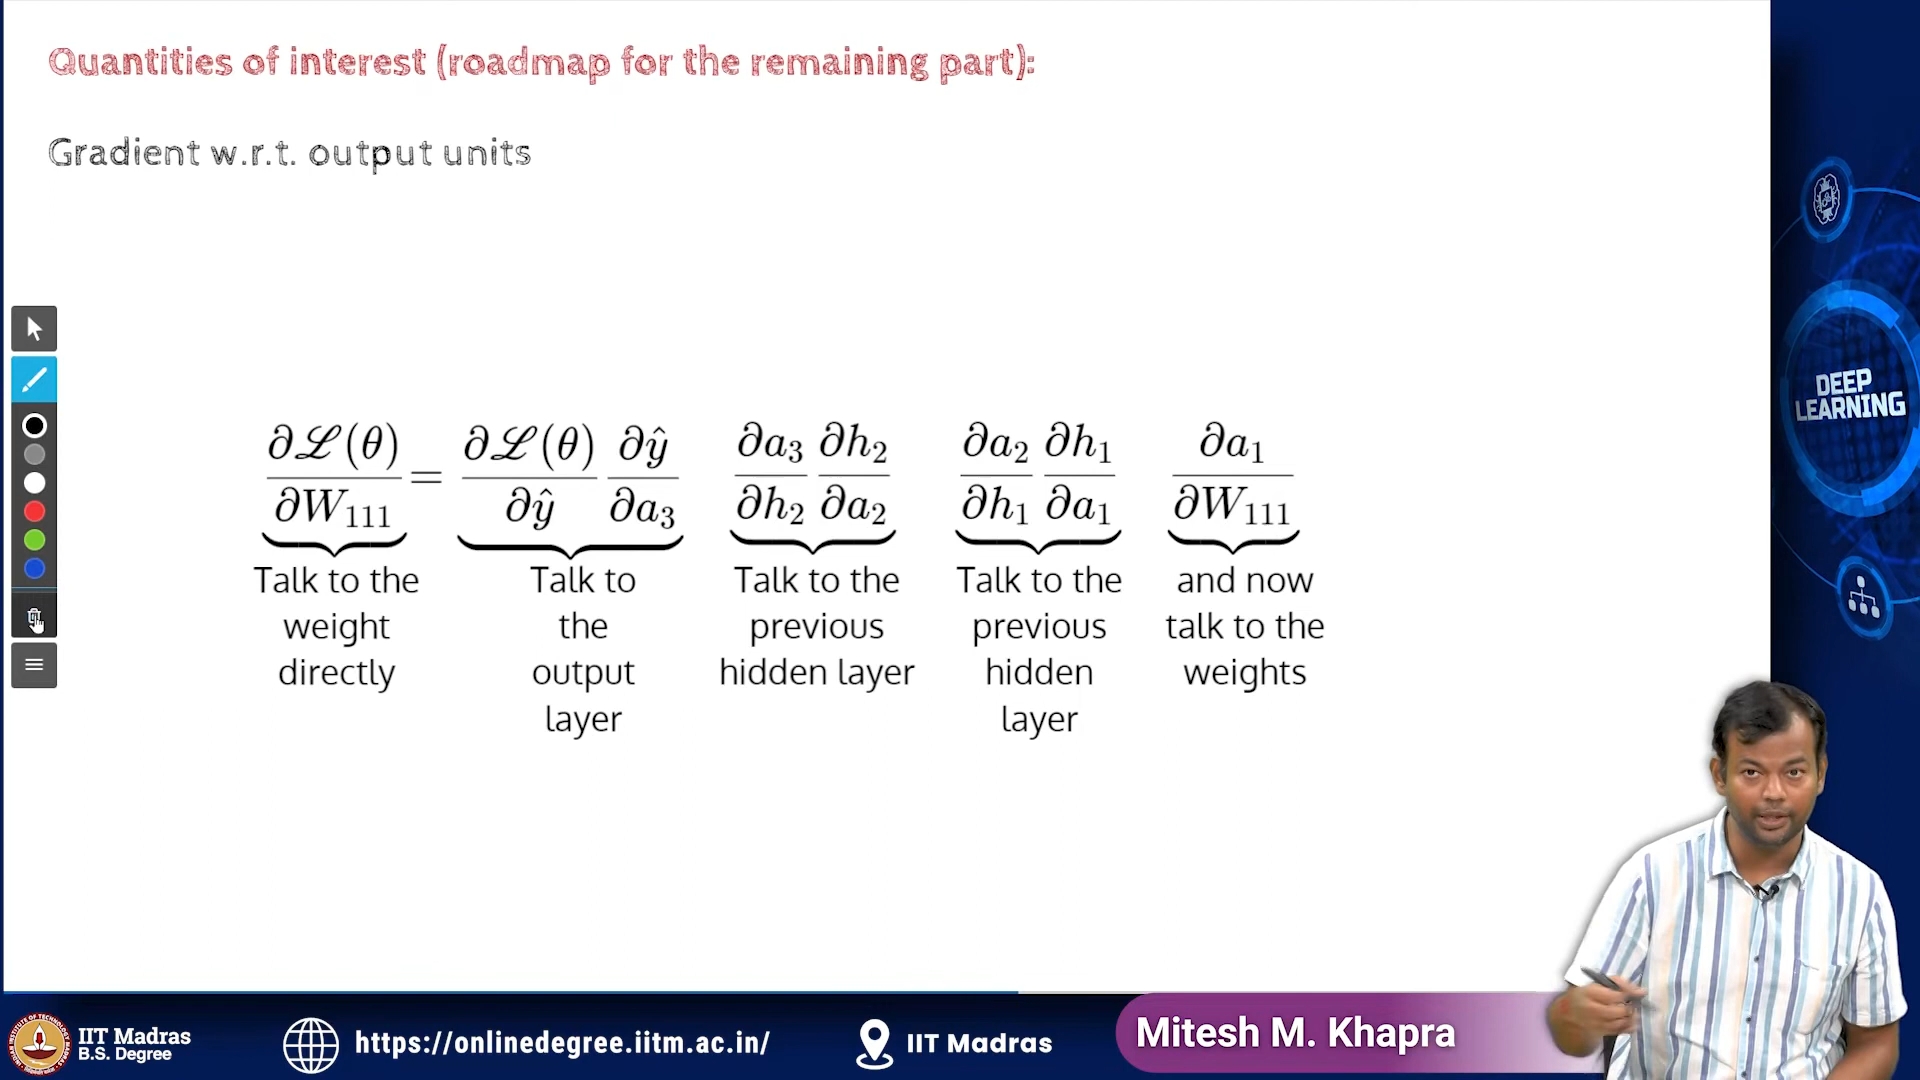 Quantities of interest (roadmap for the remaining part):
Gradient w.r.t. output units
∂ℒ(θ)/∂W₁₁₁ = ∂ℒ(θ)/∂ŷ ∂ŷ/∂a₃ ∂a₃/∂h₂ ∂h₂/∂a₂ ∂a₂/∂h₁ ∂h₁/∂a₁ ∂a₁/∂W₁₁₁
Talk to the
weight
directly
Talk to
the
output
layer
Talk to the
previous
hidden layer
Talk to the
previous
hidden
layer
and now
talk to the
weights
DEEP
LEARNING
IIT Madras
B.S. Degree
https://onlinedegree.iitm.ac.in/
IIT Madras
Mitesh M. Khapra